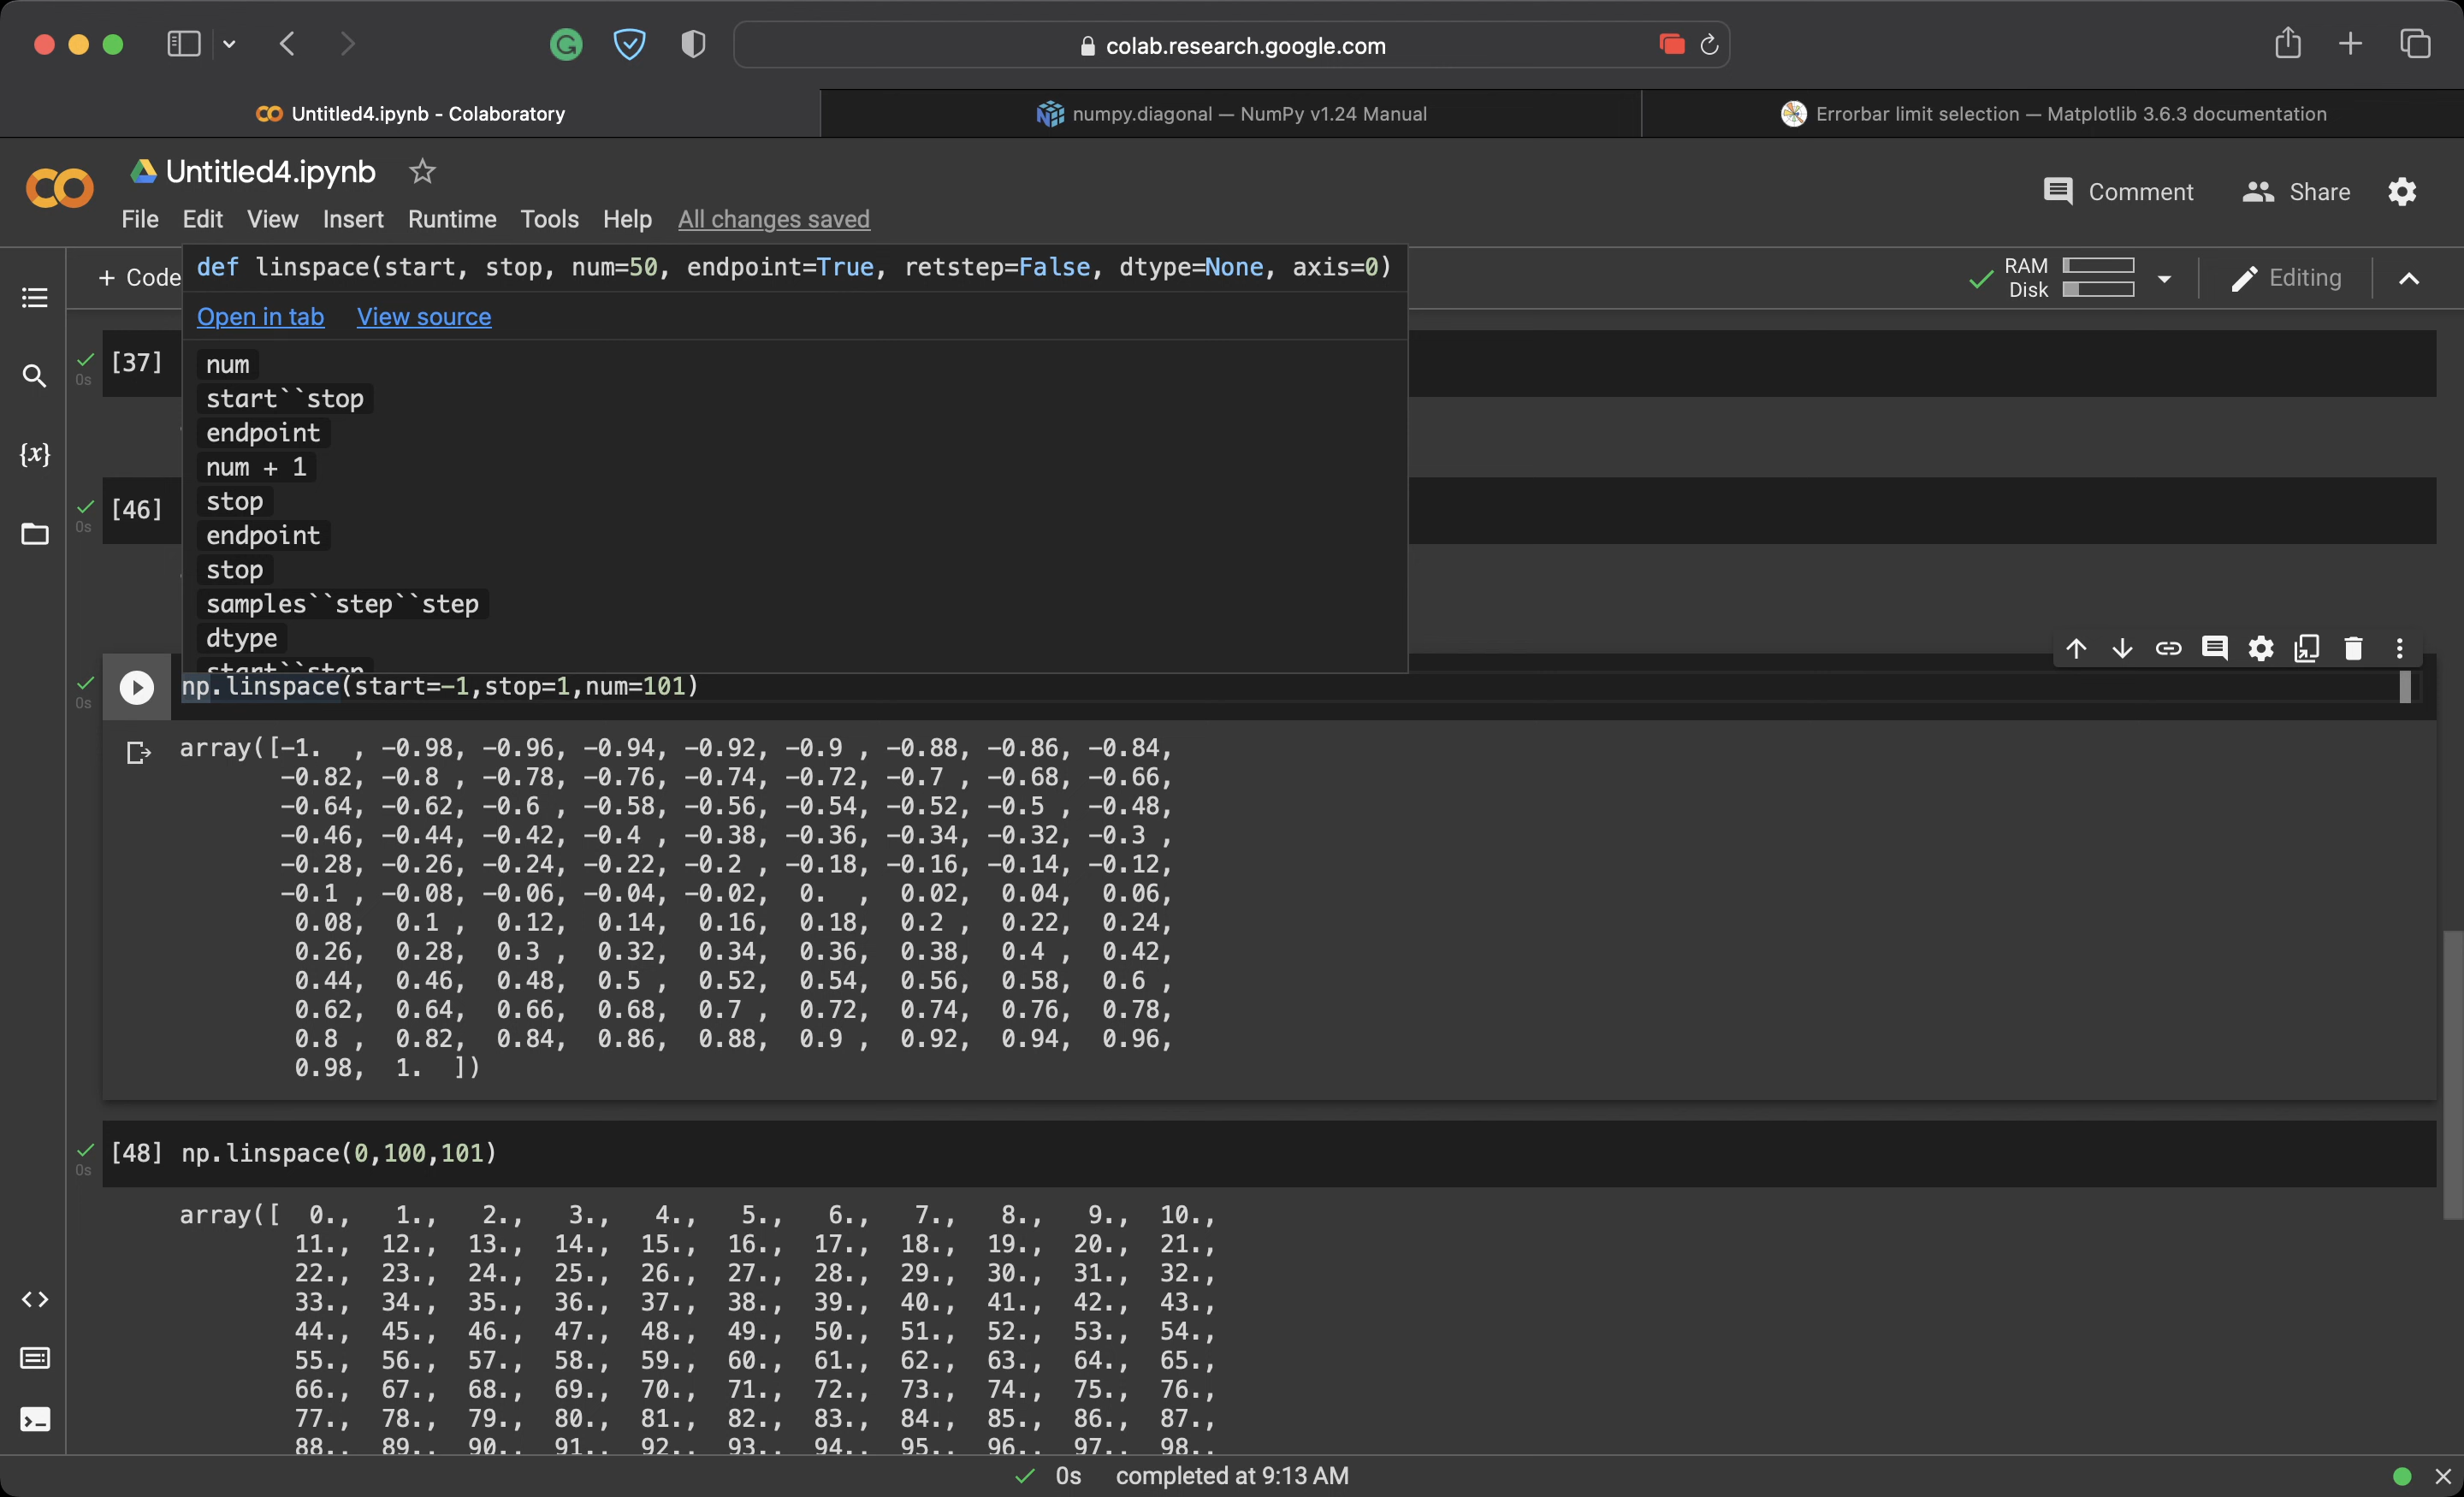 colab.research.google.com
Untitled4.ipynb - Colaboratory
numpy.diagonal — NumPy v1.24 Manual
Errorbar limit selection — Matplotlib 3.6.3 documentation
Untitled4.ipynb
Comment Share
File Edit View Insert Runtime Tools Help All changes saved
+ Code
def linspace(start, stop, num=50, endpoint=True, retstep=False, dtype=None, axis=0)
RAM
Disk
Editing
Open in tab View source
[37]
0s
num
start``stop
endpoint
num + 1
[46]
0s
stop
endpoint
stop
samples``step``step
dtype
start``stop
0s
np.linspace(start=-1,stop=1,num=101)
array([-1.  , -0.98, -0.96, -0.94, -0.92, -0.9 , -0.88, -0.86, -0.84,
-0.82, -0.8 , -0.78, -0.76, -0.74, -0.72, -0.7 , -0.68, -0.66,
-0.64, -0.62, -0.6 , -0.58, -0.56, -0.54, -0.52, -0.5 , -0.48,
-0.46, -0.44, -0.42, -0.4 , -0.38, -0.36, -0.34, -0.32, -0.3 ,
-0.28, -0.26, -0.24, -0.22, -0.2 , -0.18, -0.16, -0.14, -0.12,
-0.1 , -0.08, -0.06, -0.04, -0.02, 0.  , 0.02, 0.04, 0.06,
0.08, 0.1 , 0.12, 0.14, 0.16, 0.18, 0.2 , 0.22, 0.24,
0.26, 0.28, 0.3 , 0.32, 0.34, 0.36, 0.38, 0.4 , 0.42,
0.44, 0.46, 0.48, 0.5 , 0.52, 0.54, 0.56, 0.58, 0.6 ,
0.62, 0.64, 0.66, 0.68, 0.7 , 0.72, 0.74, 0.76, 0.78,
0.8 , 0.82, 0.84, 0.86, 0.88, 0.9 , 0.92, 0.94, 0.96,
0.98, 1.  ])
[48] np.linspace(0,100,101)
0s
array([ 0., 1., 2., 3., 4., 5., 6., 7., 8., 9., 10.,
11., 12., 13., 14., 15., 16., 17., 18., 19., 20., 21.,
22., 23., 24., 25., 26., 27., 28., 29., 30., 31., 32.,
33., 34., 35., 36., 37., 38., 39., 40., 41., 42., 43.,
44., 45., 46., 47., 48., 49., 50., 51., 52., 53., 54.,
55., 56., 57., 58., 59., 60., 61., 62., 63., 64., 65.,
66., 67., 68., 69., 70., 71., 72., 73., 74., 75., 76.,
77., 78., 79., 80., 81., 82., 83., 84., 85., 86., 87.,
88., 89., 90., 91., 92., 93., 94., 95., 96., 97., 98.,
0s completed at 9:13 AM